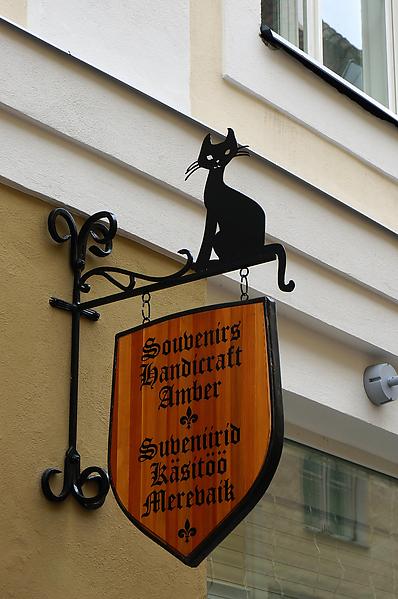 Souvenirs
Handicraft
Amber
Suveniirid
Käsitöö
Merevaik